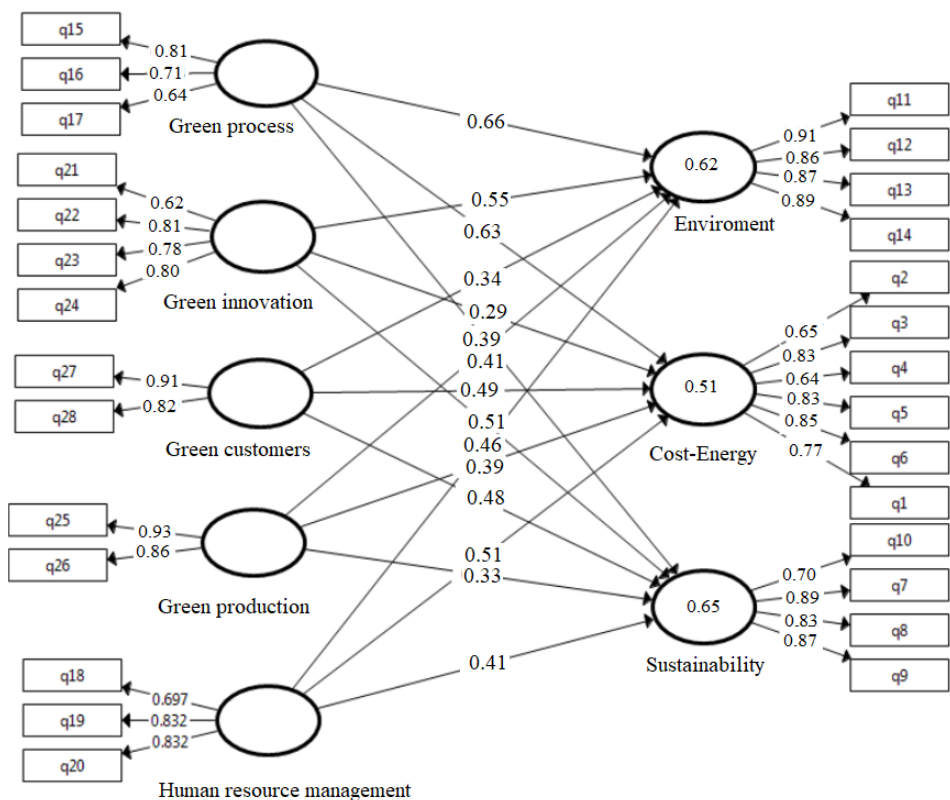 q15
0.81
q16
0.71
q17
0.64
Green process
q21
0.62
q22
0.81
q23
0.78
q24
0.80
Green innovation
q27
0.91
q28
0.82
Green customers
q25
0.93
q26
0.86
Green production
q18
0.697
q19
0.832
q20
0.832
Human resource management
0.66
0.55
0.63
0.34
0.29
0.39
0.41
0.49
0.51
0.46
0.39
0.48
0.51
0.33
0.41
0.62
Enviroment
0.91
q11
0.86
q12
0.87
q13
0.89
q14
0.51
Cost-Energy
0.65
q2
0.83
q3
0.64
q4
0.83
q5
0.85
q6
0.77
q1
0.65
Sustainability
0.70
q10
0.89
q7
0.83
q8
0.87
q9